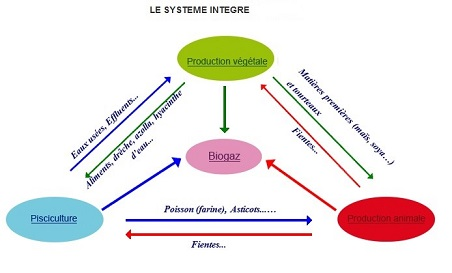 LE SYSTEME INTEGRE
Production végétale
Eaux usées, Effluents...
Aliments, drèche, azolla, hyacinthe
d'eau...
Matières premières (maïs, soya...)
et tourteaux
Fientes...
Biogaz
Pisciculture
Poisson (farine), Asticots......
Production animale
Fientes...